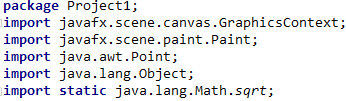 package Project1;
import javafx.scene.canvas.GraphicsContext;
import javafx.scene.paint.Paint;
import java.awt.Point;
import java.lang.Object;
import static java.lang.Math.sqrt;